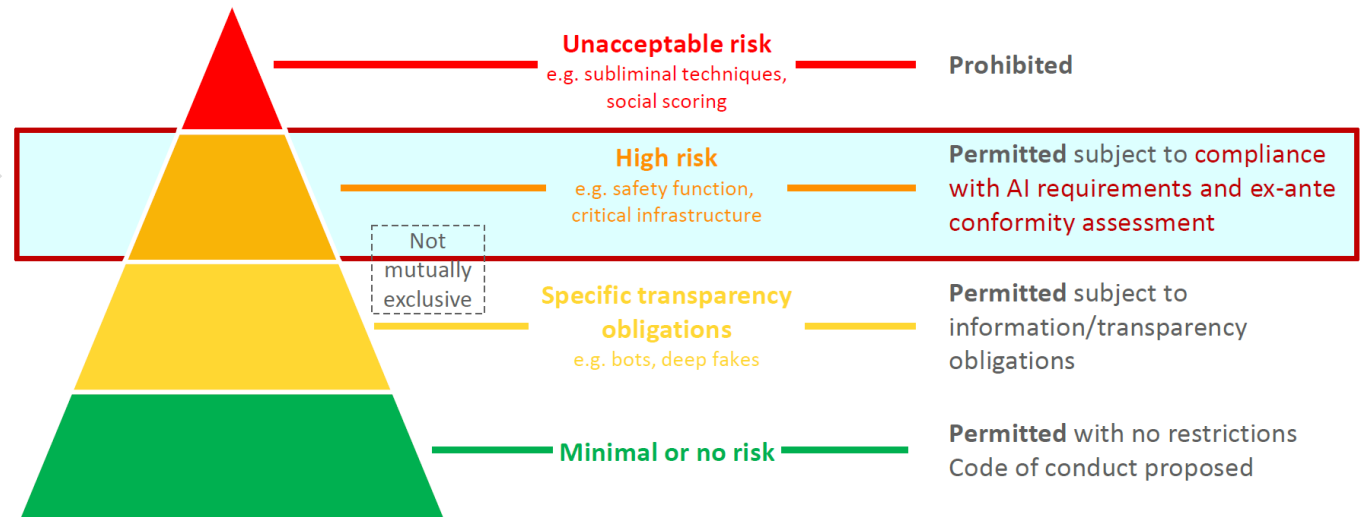 Unacceptable risk
e.g. subliminal techniques,
social scoring
Prohibited
High risk
e.g. safety function,
critical infrastructure
Permitted subject to compliance
with AI requirements and ex-ante
conformity assessment
Not
mutually
exclusive
Specific transparency
obligations
e.g. bots, deep fakes
Permitted subject to
information/transparency
obligations
Minimal or no risk
Permitted with no restrictions
Code of conduct proposed